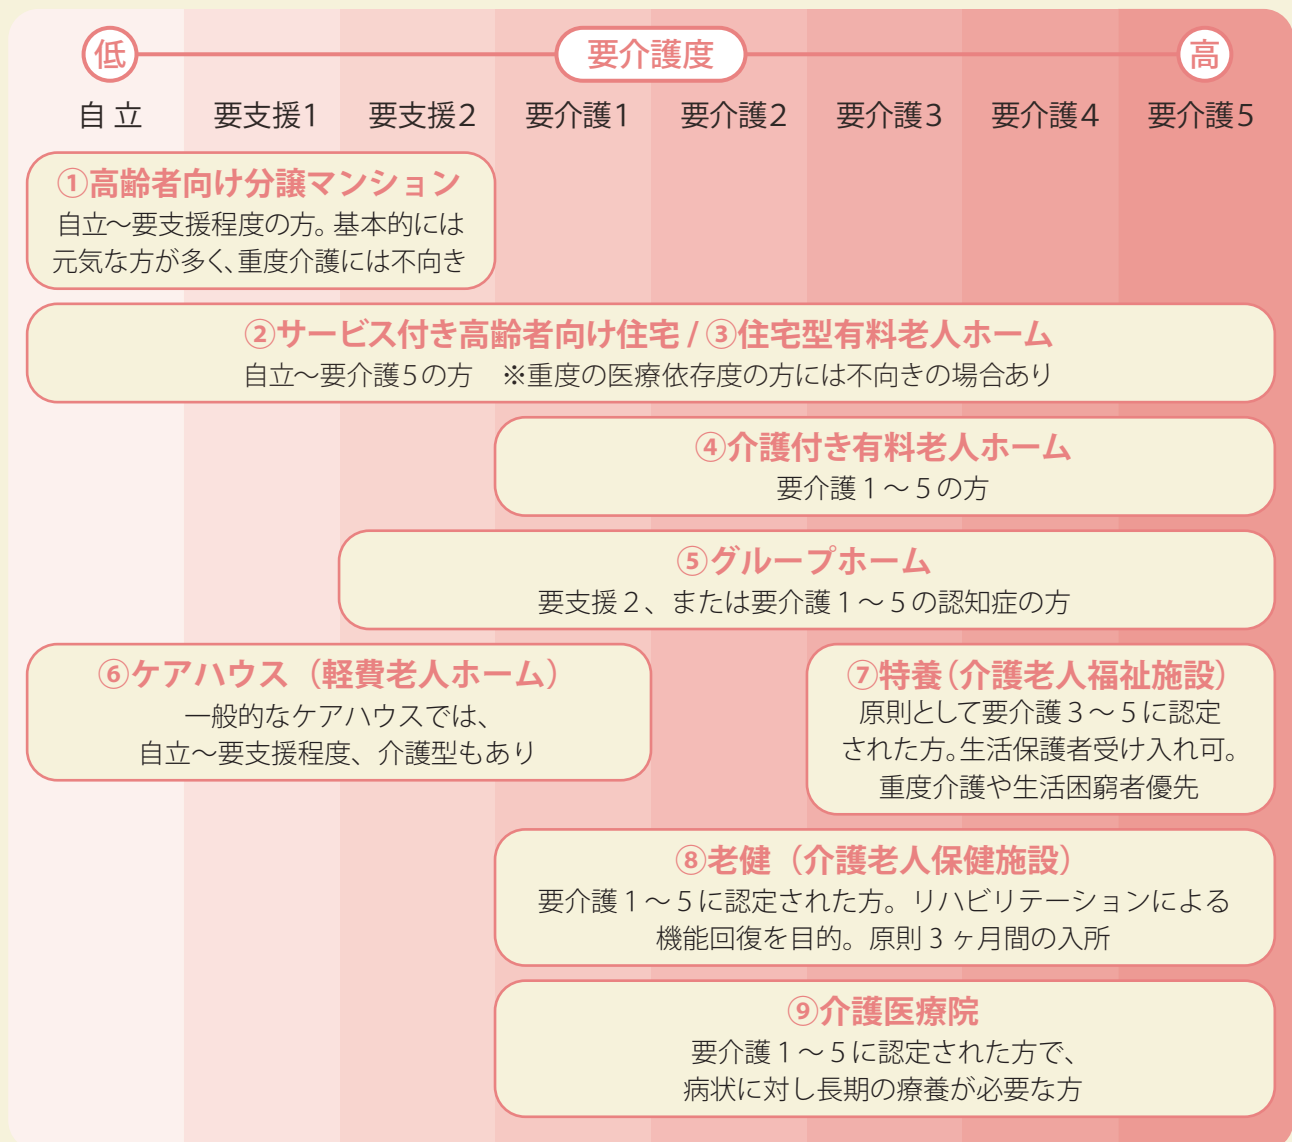 低 要介護度 高
自立 要支援1 要支援2 要介護1 要介護2 要介護3 要介護4 要介護5
①高齢者向け分譲マンション
自立～要支援程度の方。基本的には
元気な方が多く、重度介護には不向き
②サービス付き高齢者向け住宅 / ③住宅型有料老人ホーム
自立～要介護5の方　※重度の医療依存度の方には不向きの場合あり
④介護付き有料老人ホーム
要介護１～５の方
⑤グループホーム
要支援２、または要介護１～５の認知症の方
⑥ケアハウス（軽費老人ホーム）
一般的なケアハウスでは、
自立～要支援程度、介護型もあり
⑦特養（介護老人福祉施設）
原則として要介護３～５に認定
された方。生活保護者受け入れ可。
重度介護や生活困窮者優先
⑧老健（介護老人保健施設）
要介護１～５に認定された方。リハビリテーションによる
機能回復を目的。原則３ヶ月間の入所
⑨介護医療院
要介護１～５に認定された方で、
病状に対し長期の療養が必要な方